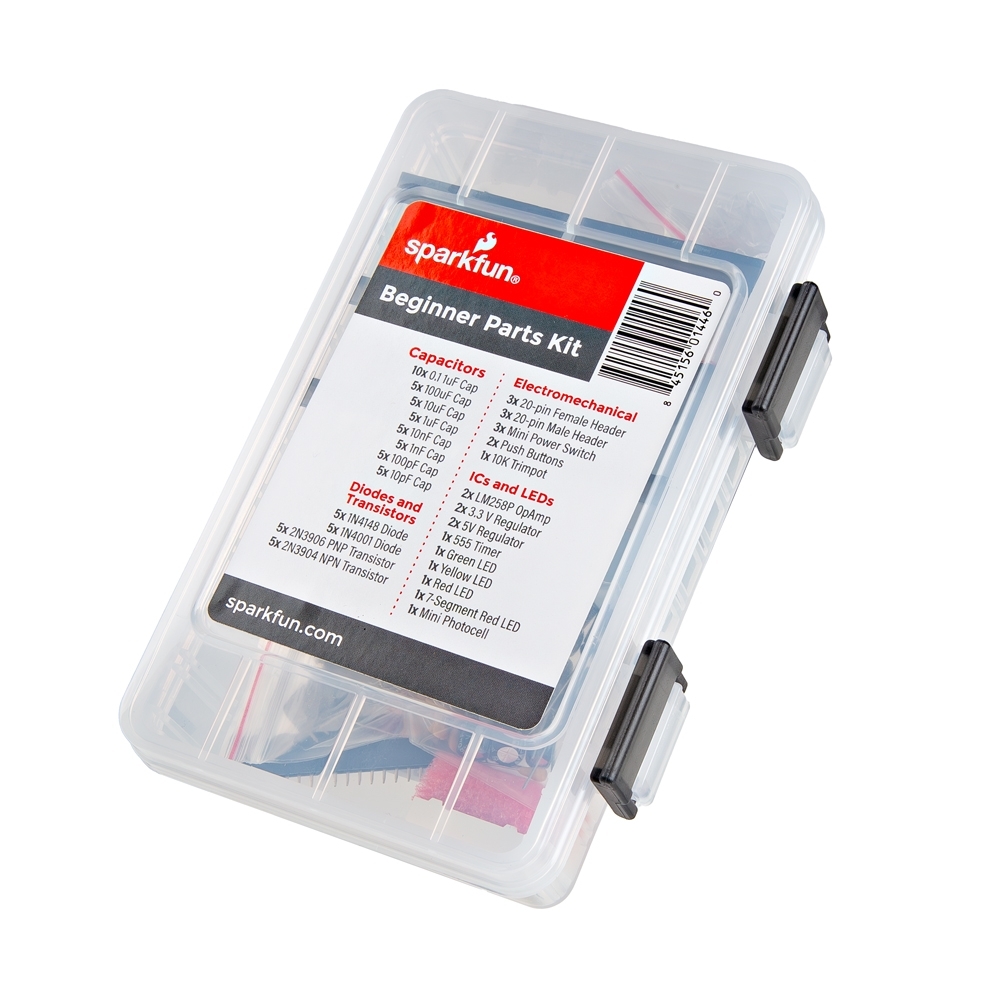 sparkfun®
Beginner Parts Kit
Capacitors
10x 0.11uF Cap
5x 100uF Cap
5x 10uF Cap
5x 1uF Cap
5x 10nF Cap
5x 1nF Cap
5x 100pF Cap
5x 10pF Cap
Diodes and
Transistors
5x 1N4148 Diode
5x 1N4001 Diode
5x 2N3906 PNP Transistor
5x 2N3904 NPN Transistor
Electromechanical
3x 20-pin Female Header
3x 20-pin Male Header
3x Mini Power Switch
2x Push Buttons
1x 10K Trimpot
ICs and LEDs
2x LM258P OpAmp
2x 3.3 V Regulator
2x 5V Regulator
1x 555 Timer
1x Green LED
1x Yellow LED
1x Red LED
1x 7-Segment Red LED
1x Mini Photocell
8 45156 01446 0
sparkfun.com